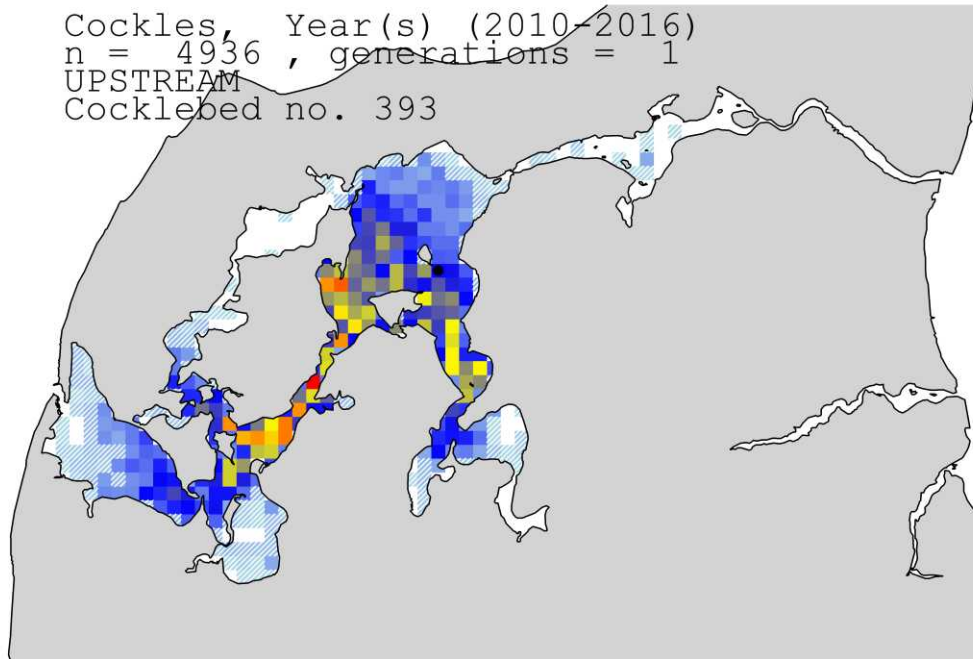 Cockles, Year(s) (2010-2016)
n = 4936 , generations = 1
UPSTREAM
Cocklebed no. 393